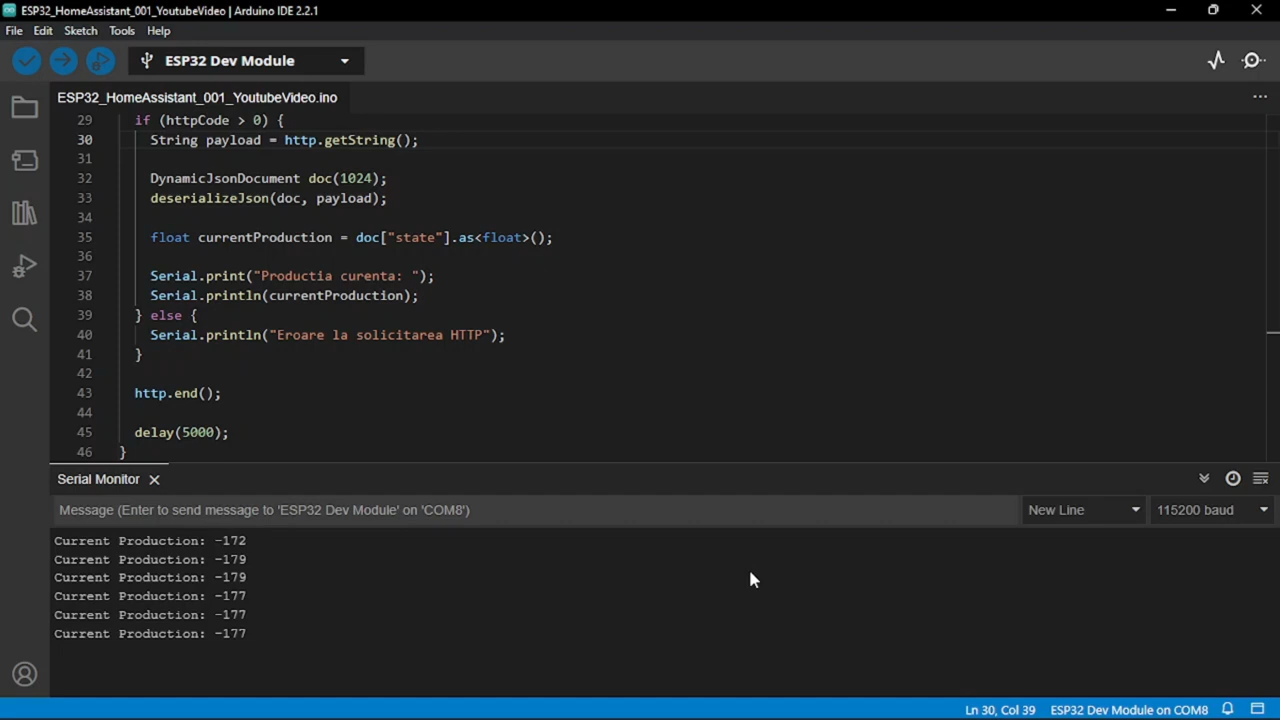 ESP32_HomeAssistant_001_YoutubeVideo | Arduino IDE 2.2.1
File Edit Sketch Tools Help
ESP32 Dev Module
ESP32_HomeAssistant_001_YoutubeVideo.ino
29 if (httpCode > 0) {
30 String payload = http.getString();
31
32 DynamicJsonDocument doc(1024);
33 deserializeJson(doc, payload);
34
35 float currentProduction = doc["state"].as<float>();
36
37 Serial.print("Productia curenta: ");
38 Serial.println(currentProduction);
39 } else {
40 Serial.println("Eroare la solicitarea HTTP");
41 }
42
43 http.end();
44
45 delay(5000);
46 }
Serial Monitor
Message (Enter to send message to 'ESP32 Dev Module' on 'COM8') New Line 115200 baud
Current Production: -172
Current Production: -179
Current Production: -179
Current Production: -177
Current Production: -177
Current Production: -177
Ln 30, Col 39 ESP32 Dev Module on COM8